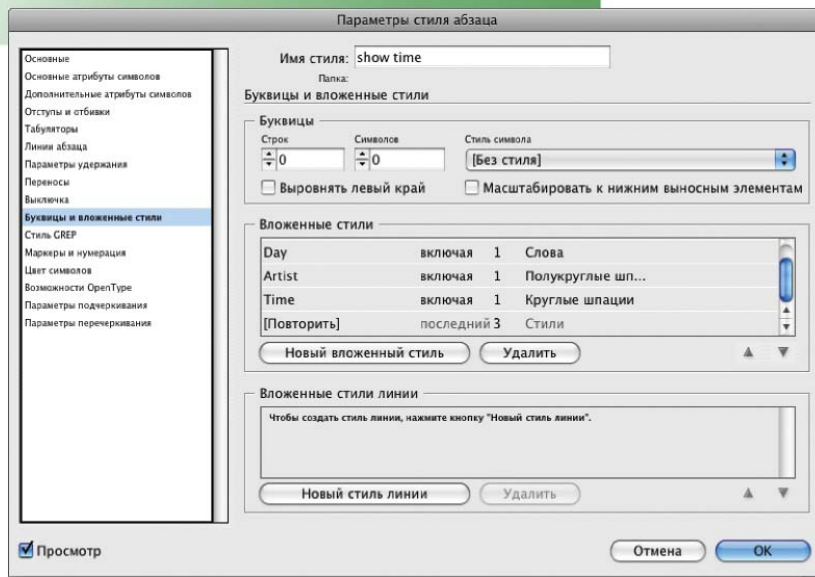 Параметры стиля абзаца
Основные
Основные атрибуты символов
Дополнительные атрибуты символов
Отступы и отбивки
Табуляторы
Линии абзаца
Параметры удержания
Переносы
Выключка
Буквицы и вложенные стили
Стиль GREP
Маркеры и нумерация
Цвет символов
Возможности OpenType
Параметры подчеркивания
Параметры перечеркивания
Просмотр
Имя стиля: show time
Папка:
Буквицы и вложенные стили
Буквицы
Строк Символов Стиль символа
0 0 [Без стиля]
Выровнять левый край Масштабировать к нижним выносным элементам
Вложенные стили
Day включая 1 Слова
Artist включая 1 Полукруглые шп...
Time включая 1 Круглые шпации
[Повторить] последний 3 Стили
Новый вложенный стиль Удалить
Вложенные стили линии
Чтобы создать стиль линии, нажмите кнопку "Новый стиль линии".
Новый стиль линии Удалить
Отмена OK